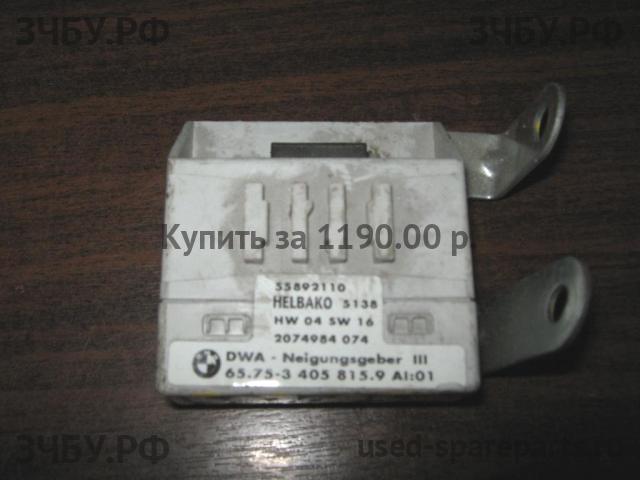 ЗЧБУ.РФ
ЗЧБУ.РФ
Купить за 1190.00 р.
55892110
HELBAKO 5138
HW 04 SW 16
2074984 074
DWA - Neigungsgeber III
65.75-3 405 815.9 AI:01
ЗЧБУ.РФ
used-spareparts.ru